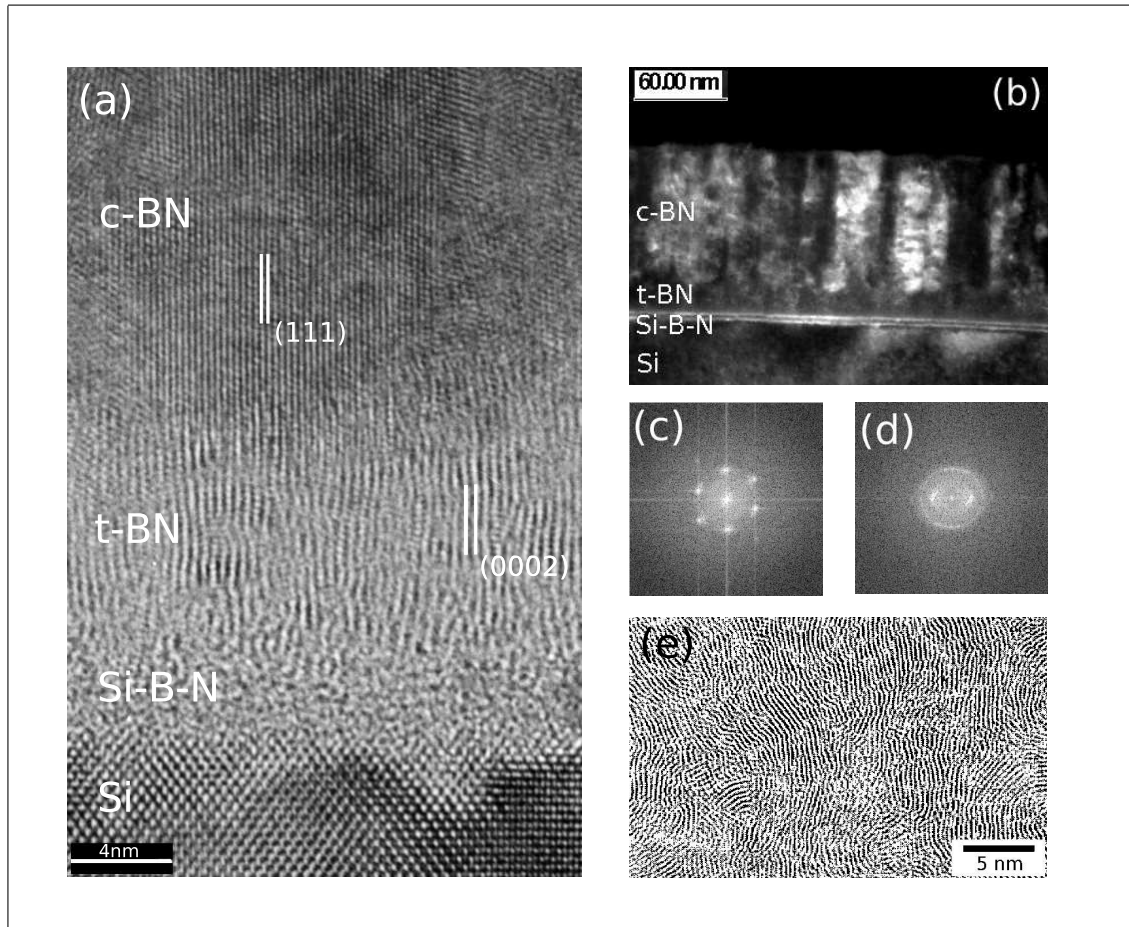 (a)
c-BN
(111)
t-BN
(0002)
Si-B-N
Si
4nm
60.00 nm
(b)
c-BN
t-BN
Si-B-N
Si
(c)
(d)
(e)
5 nm